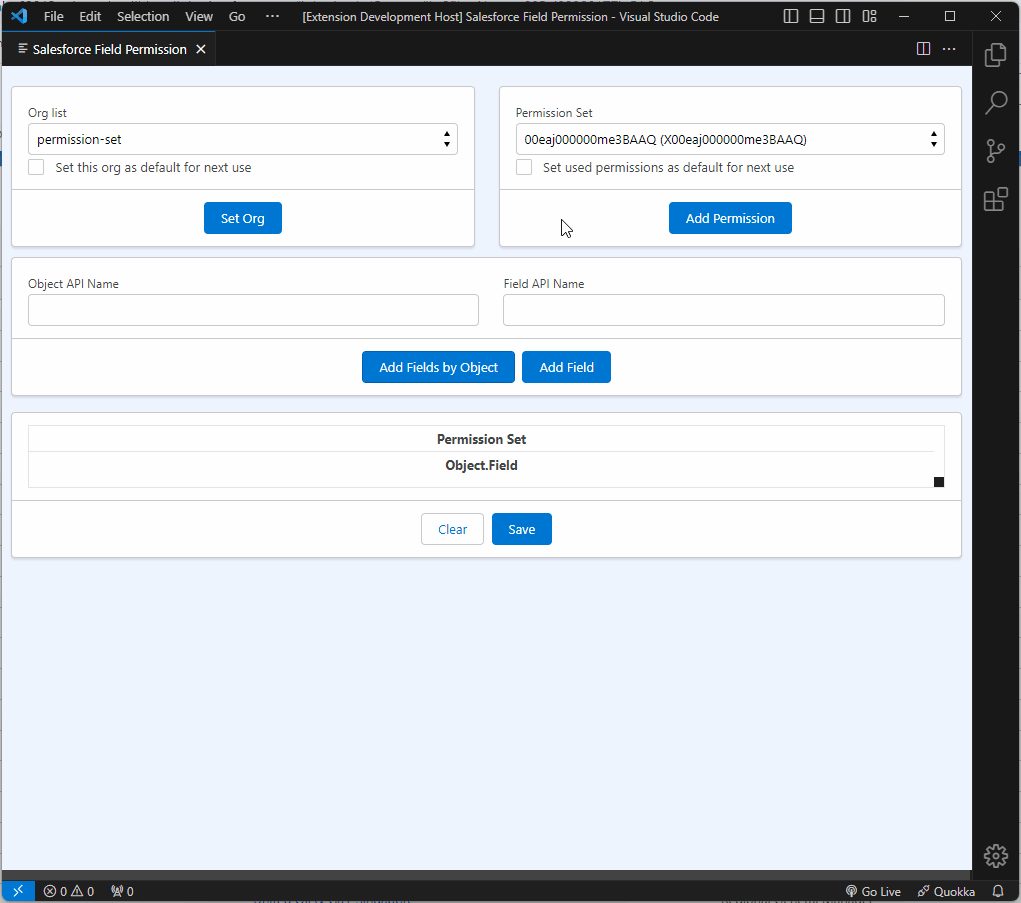 File Edit Selection View Go ··· [Extension Development Host] Salesforce Field Permission - Visual Studio Code
Salesforce Field Permission
Org list
permission-set
Set this org as default for next use
Set Org
Permission Set
00eaj000000me3BAAQ (X00eaj000000me3BAAQ)
Set used permissions as default for next use
Add Permission
Object API Name
Field API Name
Add Fields by Object
Add Field
Permission Set
Object.Field
Clear
Save
0 0 0
Go Live Quokka